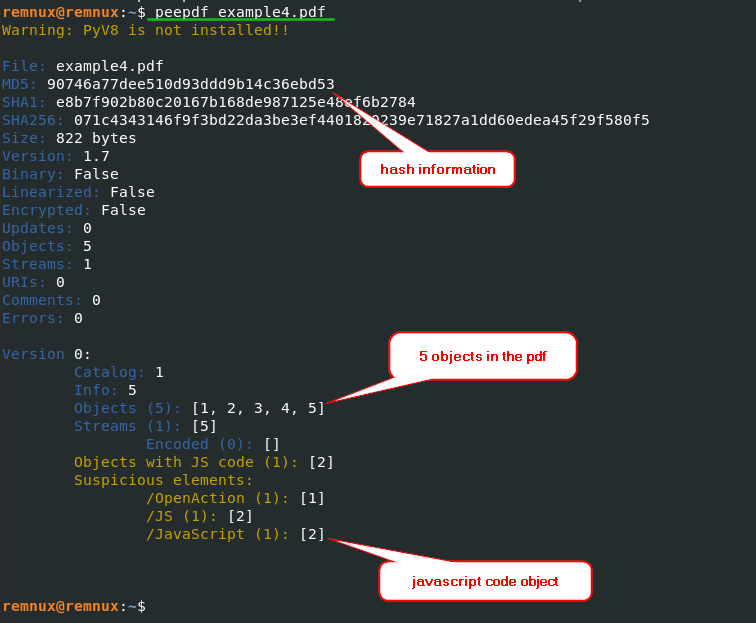 remnux@remnux:~$ peepdf example4.pdf
Warning: PyV8 is not installed!!
File: example4.pdf
MD5: 90746a77dee510d93ddd9b14c36ebd53
SHA1: e8b7f902b80c20167b168de987125e48ef6b2784
SHA256: 071c4343146f9f3bd22da3be3ef4401820239e71827a1dd60edea45f29f580f5
Size: 822 bytes
Version: 1.7
hash information
Binary: False
Linearized: False
Encrypted: False
Updates: 0
Objects: 5
Streams: 1
URIs: 0
Comments: 0
Errors: 0
Version 0:
5 objects in the pdf
Catalog: 1
Info: 5
Objects (5): [1, 2, 3, 4, 5]
Streams (1): [5]
Encoded (0): []
Objects with JS code (1): [2]
Suspicious elements:
/OpenAction (1): [1]
/JS (1): [2]
/JavaScript (1): [2]
javascript code object
remnux@remnux:~$